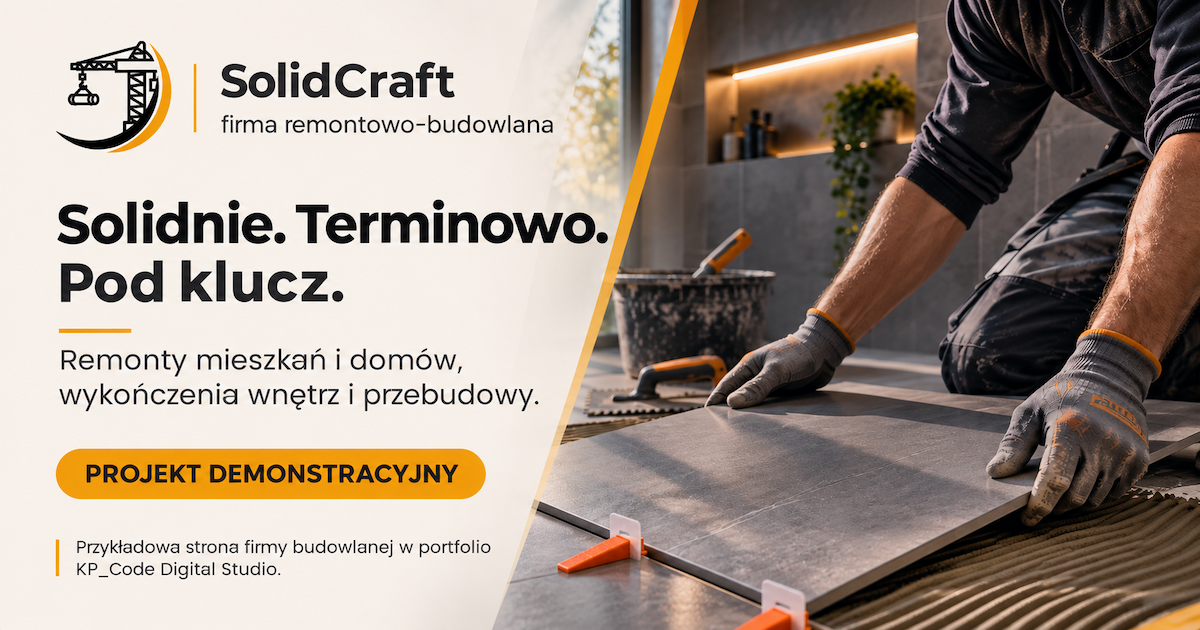 SolidCraft
firma remontowo-budowlana
Solidnie. Terminowo.
Pod klucz.
Remonty mieszkań i domów,
wykończenia wnętrz i przebudowy.
PROJEKT DEMONSTRACYJNY
Przykładowa strona firmy budowlanej w portfolio
KP_Code Digital Studio.